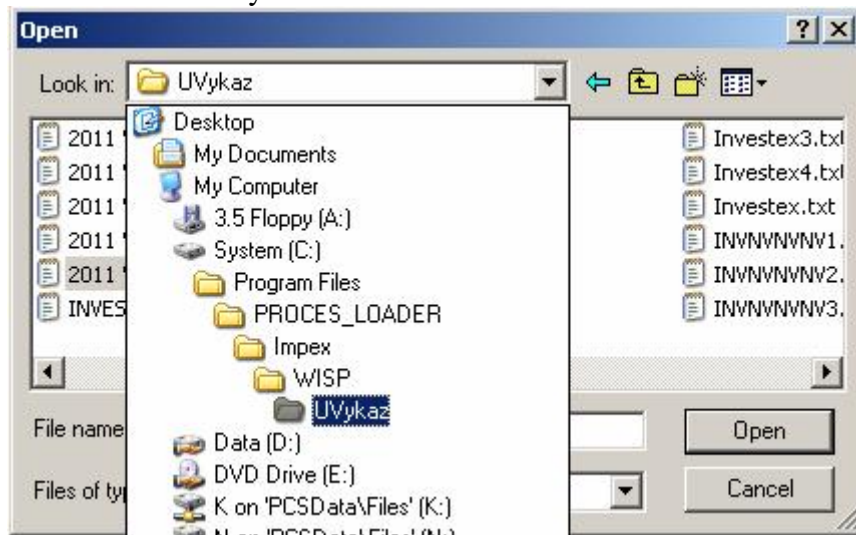 Open
Look in: UVykaz
Desktop
My Documents
My Computer
3.5 Floppy (A:)
System (C:)
Program Files
PROCES_LOADER
Impex
WISP
UVykaz
Data (D:)
DVD Drive (E:)
K on 'PCSData\Files' (K:)
2011 '
2011 '
2011 '
2011 '
2011 '
INVES
Investex3.txt
Investex4.txt
Investex.txt
INVNVNVNV1.
INVNVNVNV2.
INVNVNVNV3.
File name
Open
Files of ty
Cancel